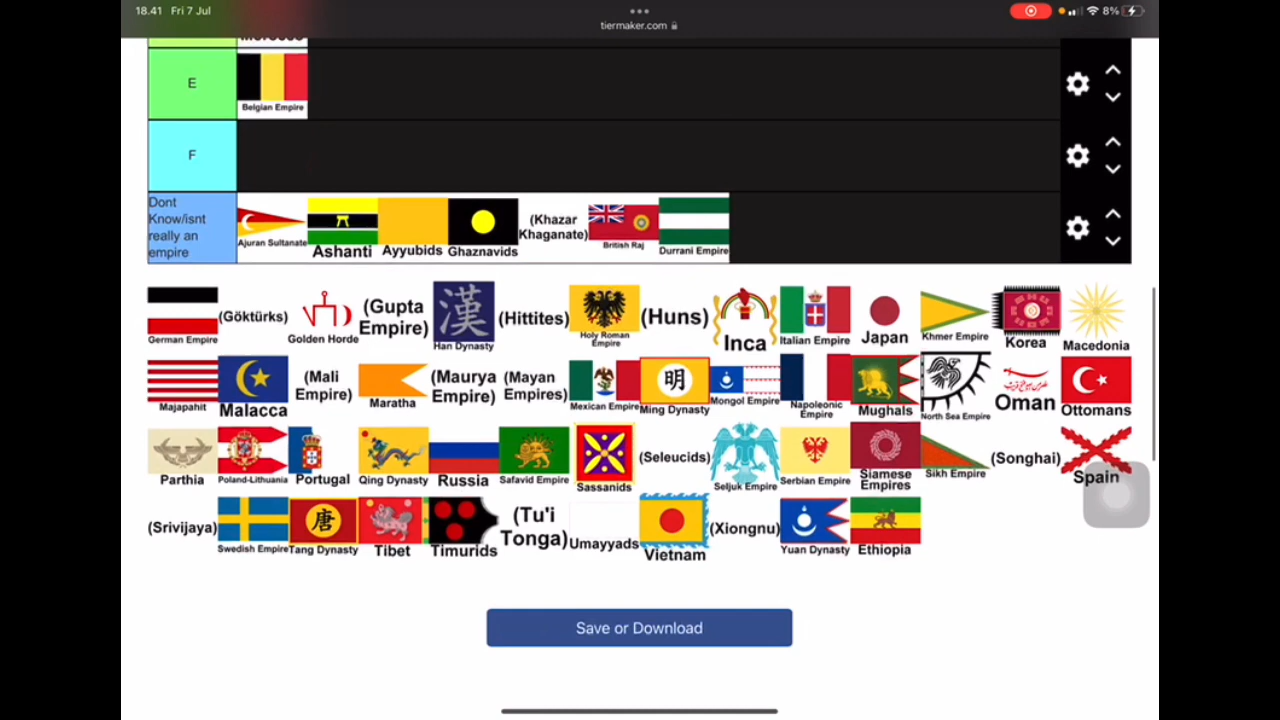 18.41 Fri 7 Jul
8%
tiermaker.com
E
Belgian Empire
F
Dont
Know/isnt
really an
empire
Ajuran Sultanate
Ashanti
Ayyubids
Ghaznavids
(Khazar
Khaganate)
British Raj
Durrani Empire
German Empire
(Göktürks)
Golden Horde
(Gupta
Empire)
漢
Han Dynasty
(Hittites)
Holy Roman
Empire
(Huns)
Inca
Italian Empire
Japan
Khmer Empire
Korea
Macedonia
Majapahit
Malacca
(Mali
Empire)
Maratha
(Maurya
Empire)
(Mayan
Empires)
Mexican Empire
明
Ming Dynasty
Mongol Empire
Napoleonic
Empire
Mughals
North Sea Empire
Oman
Ottomans
Parthia
Poland-Lithuania
Portugal
Qing Dynasty
Russia
Safavid Empire
Sassanids
(Seleucids)
Seljuk Empire
Serbian Empire
Siamese
Empires
Sikh Empire
(Songhai)
Spain
(Srivijaya)
Swedish Empire
唐
Tang Dynasty
Tibet
Timurids
(Tu'i
Tonga)
Umayyads
Vietnam
(Xiongnu)
Yuan Dynasty
Ethiopia
Save or Download